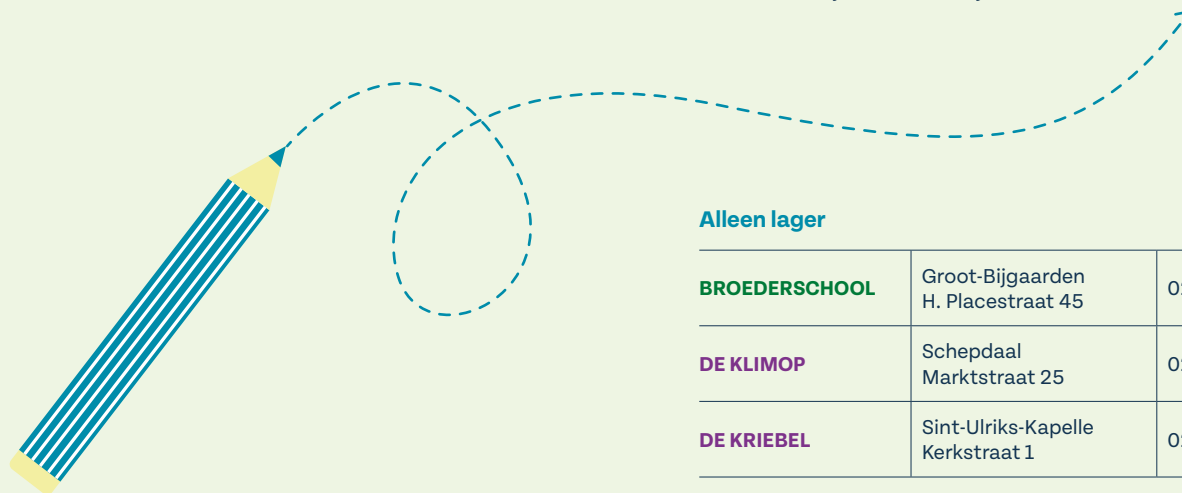 Alleen lager
BROEDERSCHOOL
Groot-Bijgaarden
H. Placestraat 45
DE KLIMOP
Schepdaal
Marktstraat 25
DE KRIEBEL
Sint-Ulriks-Kapelle
Kerkstraat 1